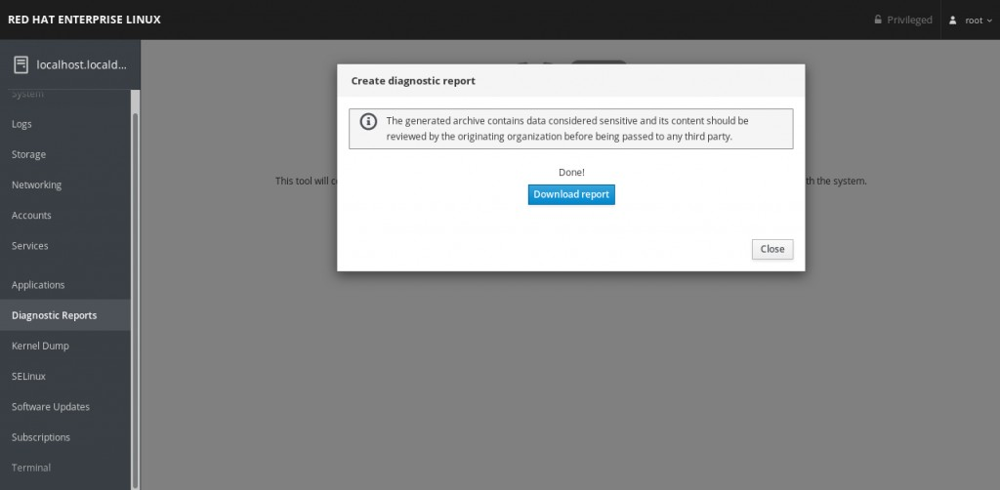 RED HAT ENTERPRISE LINUX
Privileged
root
localhost.locald...
System
Logs
Storage
Networking
Accounts
Services
Applications
Diagnostic Reports
Kernel Dump
SELinux
Software Updates
Subscriptions
Terminal
Create diagnostic report
The generated archive contains data considered sensitive and its content should be
reviewed by the originating organization before being passed to any third party.
Done!
This tool will
th the system.
Download report
Close